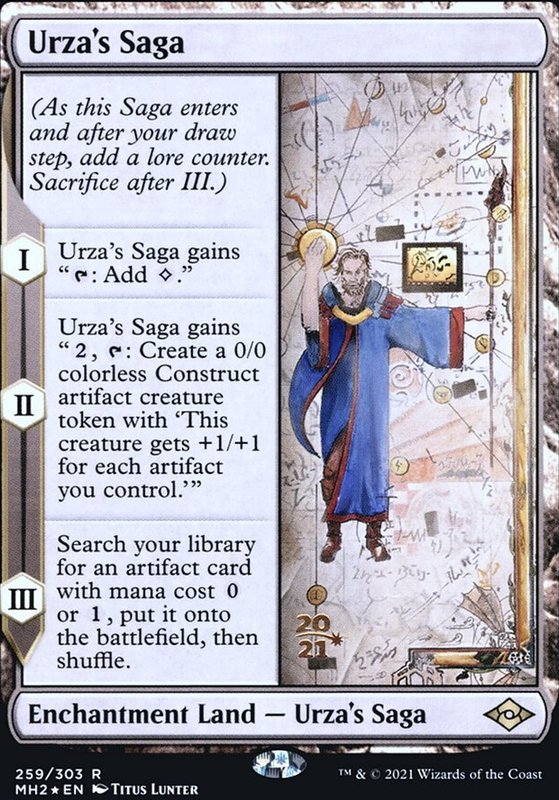 Urza's Saga
(As this Saga enters
and after your draw
step, add a lore counter.
Sacrifice after III.)
I
Urza's Saga gains
“: Add .”
II
Urza's Saga gains
“2, : Create a 0/0
colorless Construct
artifact creature
token with ‘This
creature gets +1/+1
for each artifact
you control.’”
III
Search your library
for an artifact card
with mana cost 0
or 1, put it onto
the battlefield, then
shuffle.
20
21
Enchantment Land — Urza's Saga
259/303 R
MH2★EN Titus Lunter
™ & © 2021 Wizards of the Coast